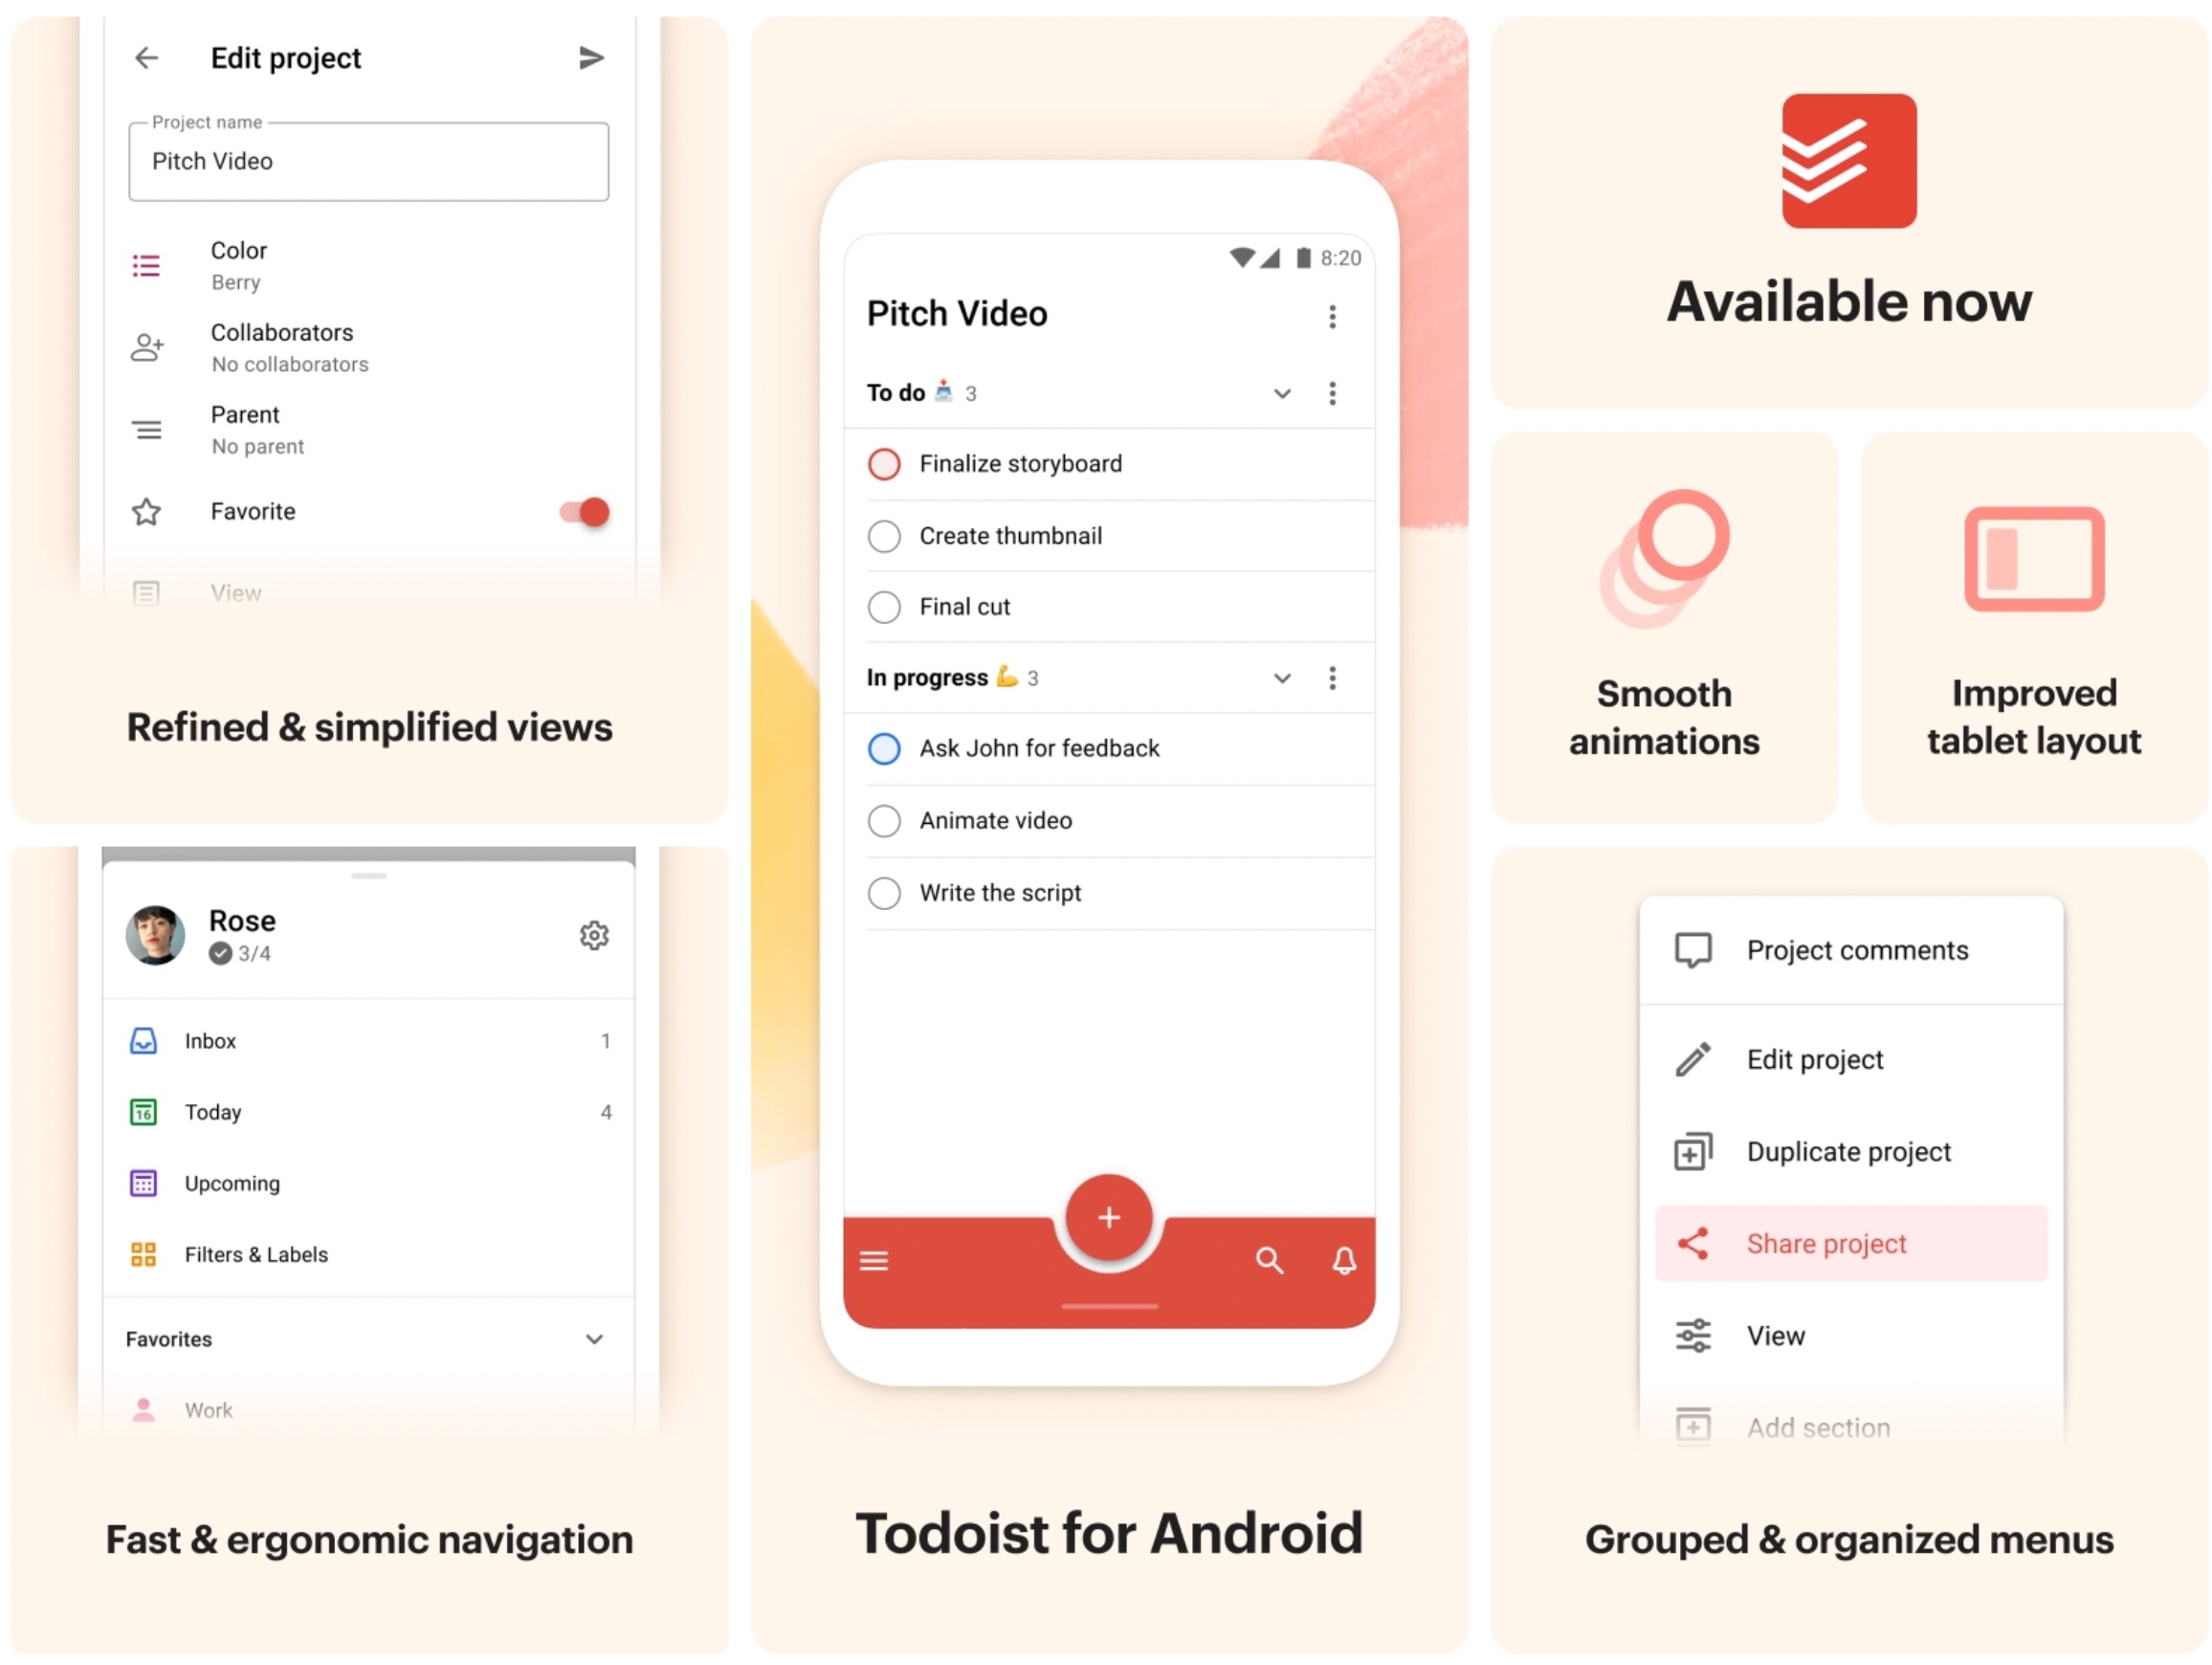 Edit project
Project name
Pitch Video
Color
Berry
Collaborators
No collaborators
Parent
No parent
Favorite
View
Refined & simplified views
Rose
3/4
Inbox 1
16 Today 4
Upcoming
Filters & Labels
Favorites
Work
Fast & ergonomic navigation
8:20
Pitch Video
To do 📩 3
Finalize storyboard
Create thumbnail
Final cut
In progress 💪 3
Ask John for feedback
Animate video
Write the script
Todoist for Android
Available now
Smooth
animations
Improved
tablet layout
Project comments
Edit project
Duplicate project
Share project
View
Add section
Grouped & organized menus